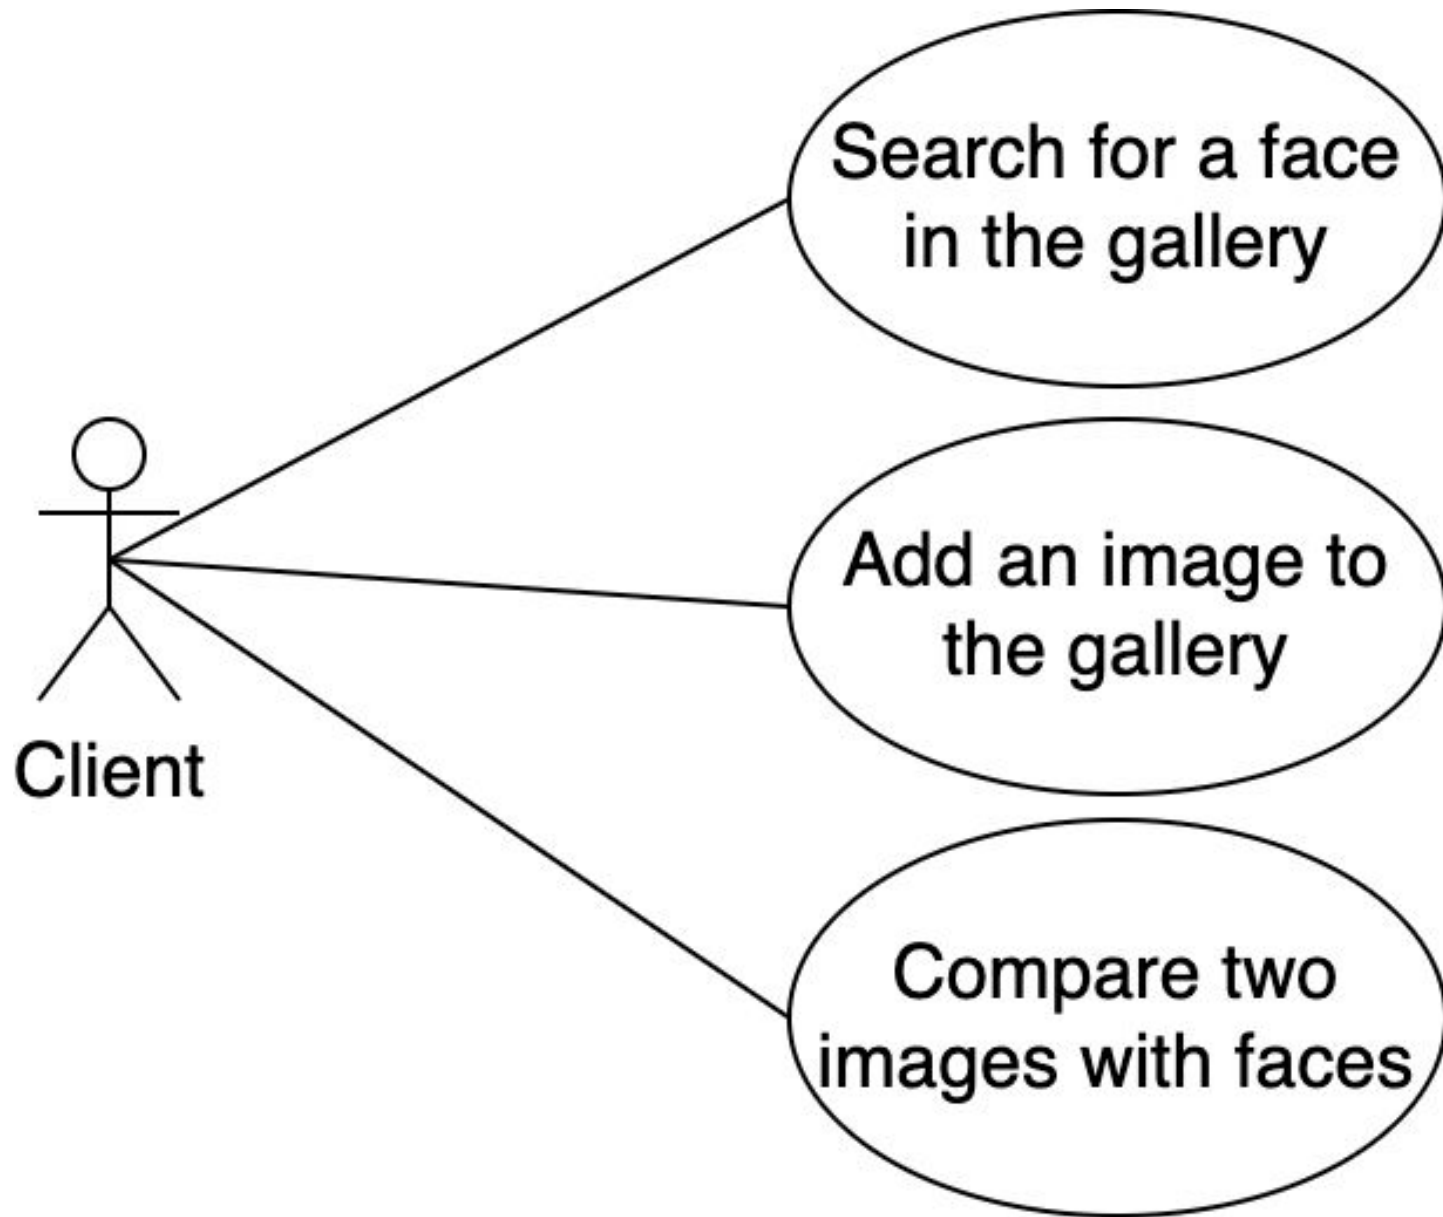 Search for a face
in the gallery
Add an image to
the gallery
Client
Compare two
images with faces